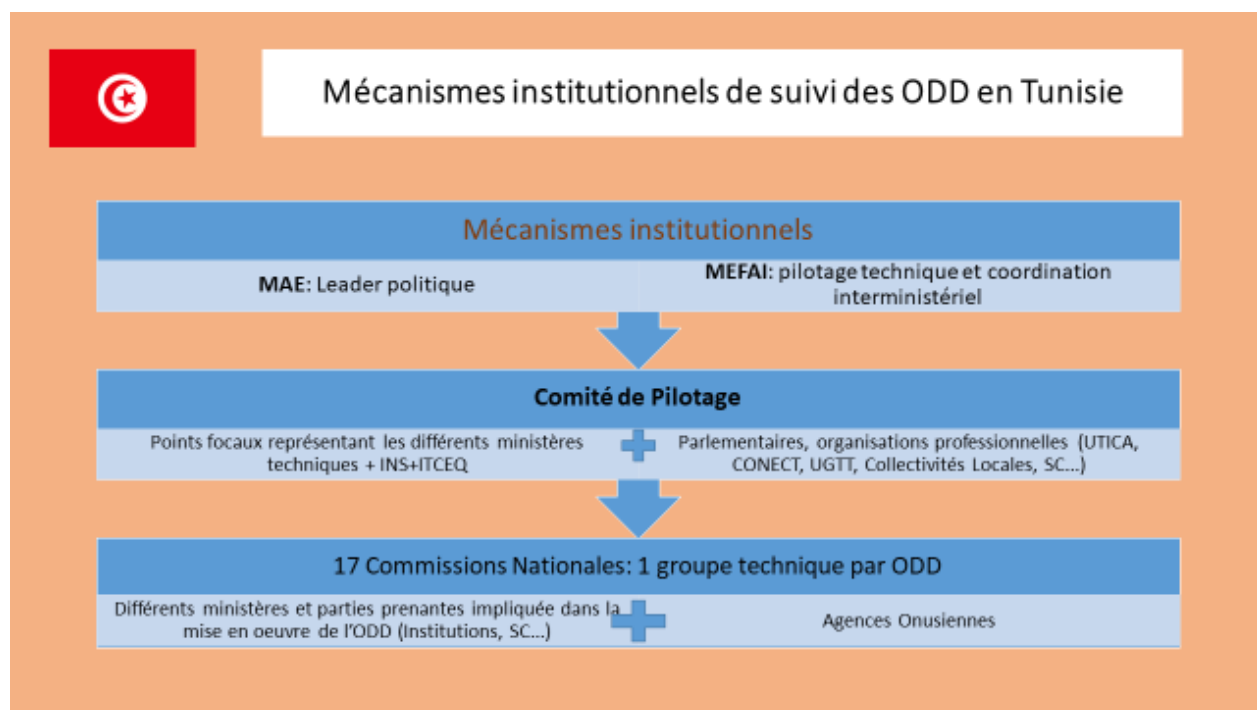 Mécanismes institutionnels de suivi des ODD en Tunisie
Mécanismes institutionnels
MAE: Leader politique
MEFAI: pilotage technique et coordination
interministériel
Comité de Pilotage
Points focaux représentant les différents ministères
techniques + INS+ITCEQ
Parlementaires, organisations professionnelles (UTICA,
CONECT, UGTT, Collectivités Locales, SC...)
17 Commissions Nationales: 1 groupe technique par ODD
Différents ministères et parties prenantes impliquée dans la
mise en oeuvre de l'ODD (Institutions, SC...)
Agences Onusiennes